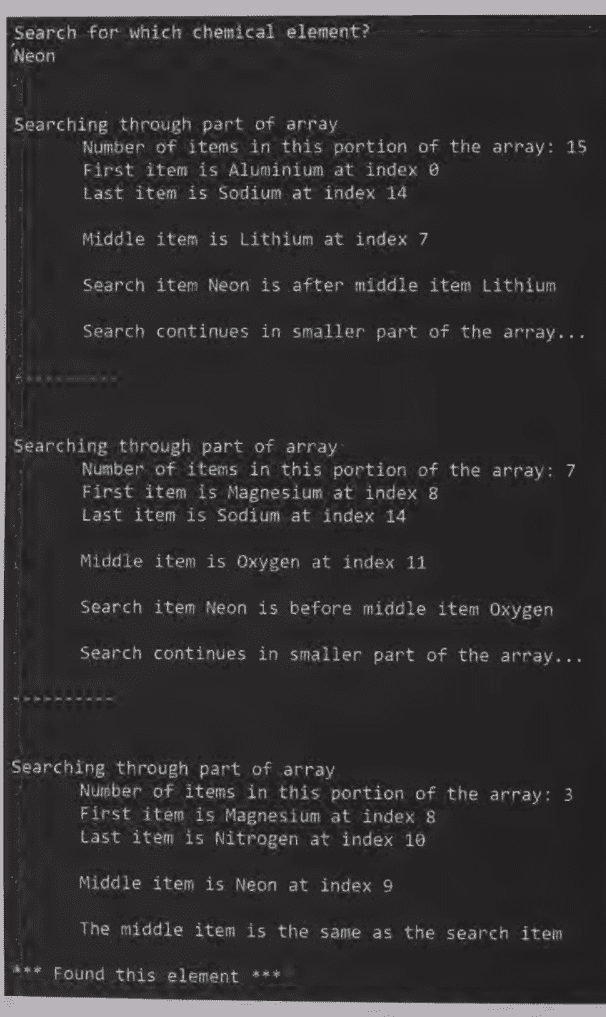 Search for which chemical element?
Neon
Searching through part of array
Number of items in this portion of the array: 15
First item is Aluminium at index 0
Last item is Sodium at index 14
Middle item is Lithium at index 7
Search item Neon is after middle item Lithium
Search continues in smaller part of the array...
----------
Searching through part of array
Number of items in this portion of the array: 7
First item is Magnesium at index 8
Last item is Sodium at index 14
Middle item is Oxygen at index 11
Search item Neon is before middle item Oxygen
Search continues in smaller part of the array...
----------
Searching through part of array
Number of items in this portion of the array: 3
First item is Magnesium at index 8
Last item is Nitrogen at index 10
Middle item is Neon at index 9
The middle item is the same as the search item
*** Found this element ***